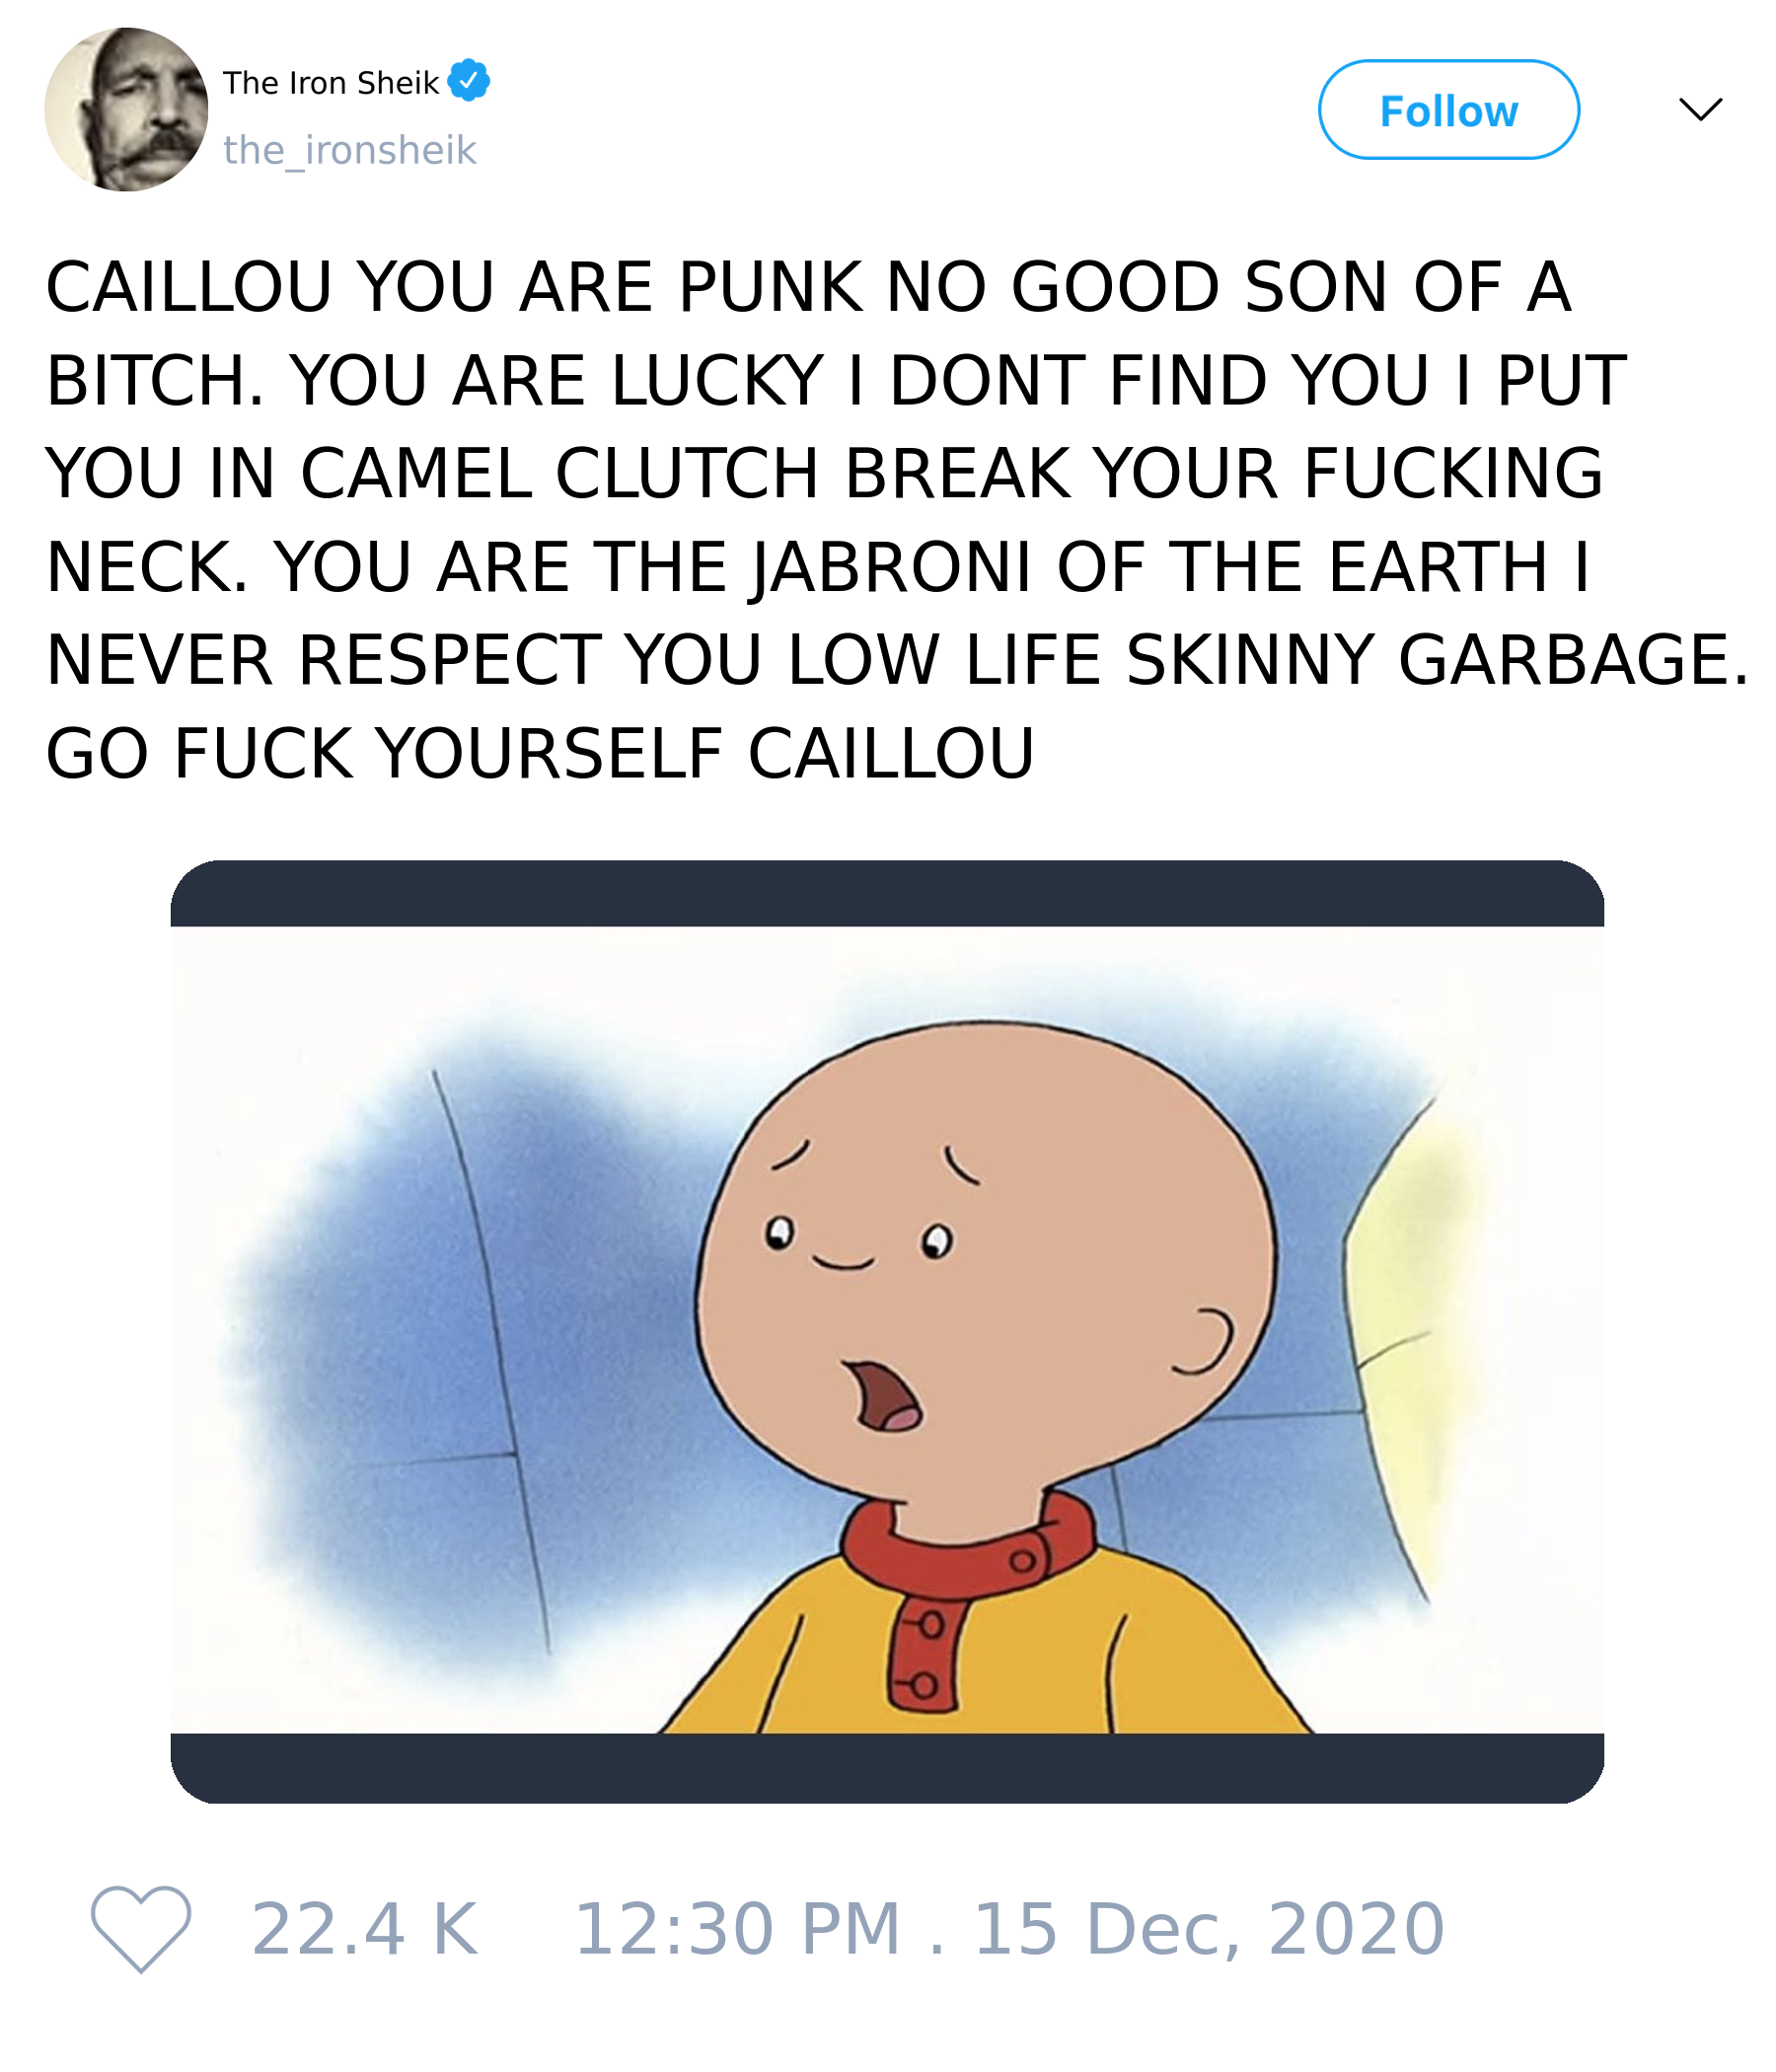 The Iron Sheik
the_ironsheik
Follow
CAILLOU YOU ARE PUNK NO GOOD SON OF A
BITCH. YOU ARE LUCKY I DONT FIND YOU I PUT
YOU IN CAMEL CLUTCH BREAK YOUR FUCKING
NECK. YOU ARE THE JABRONI OF THE EARTH I
NEVER RESPECT YOU LOW LIFE SKINNY GARBAGE.
GO FUCK YOURSELF CAILLOU
22.4 K 12:30 PM . 15 Dec, 2020